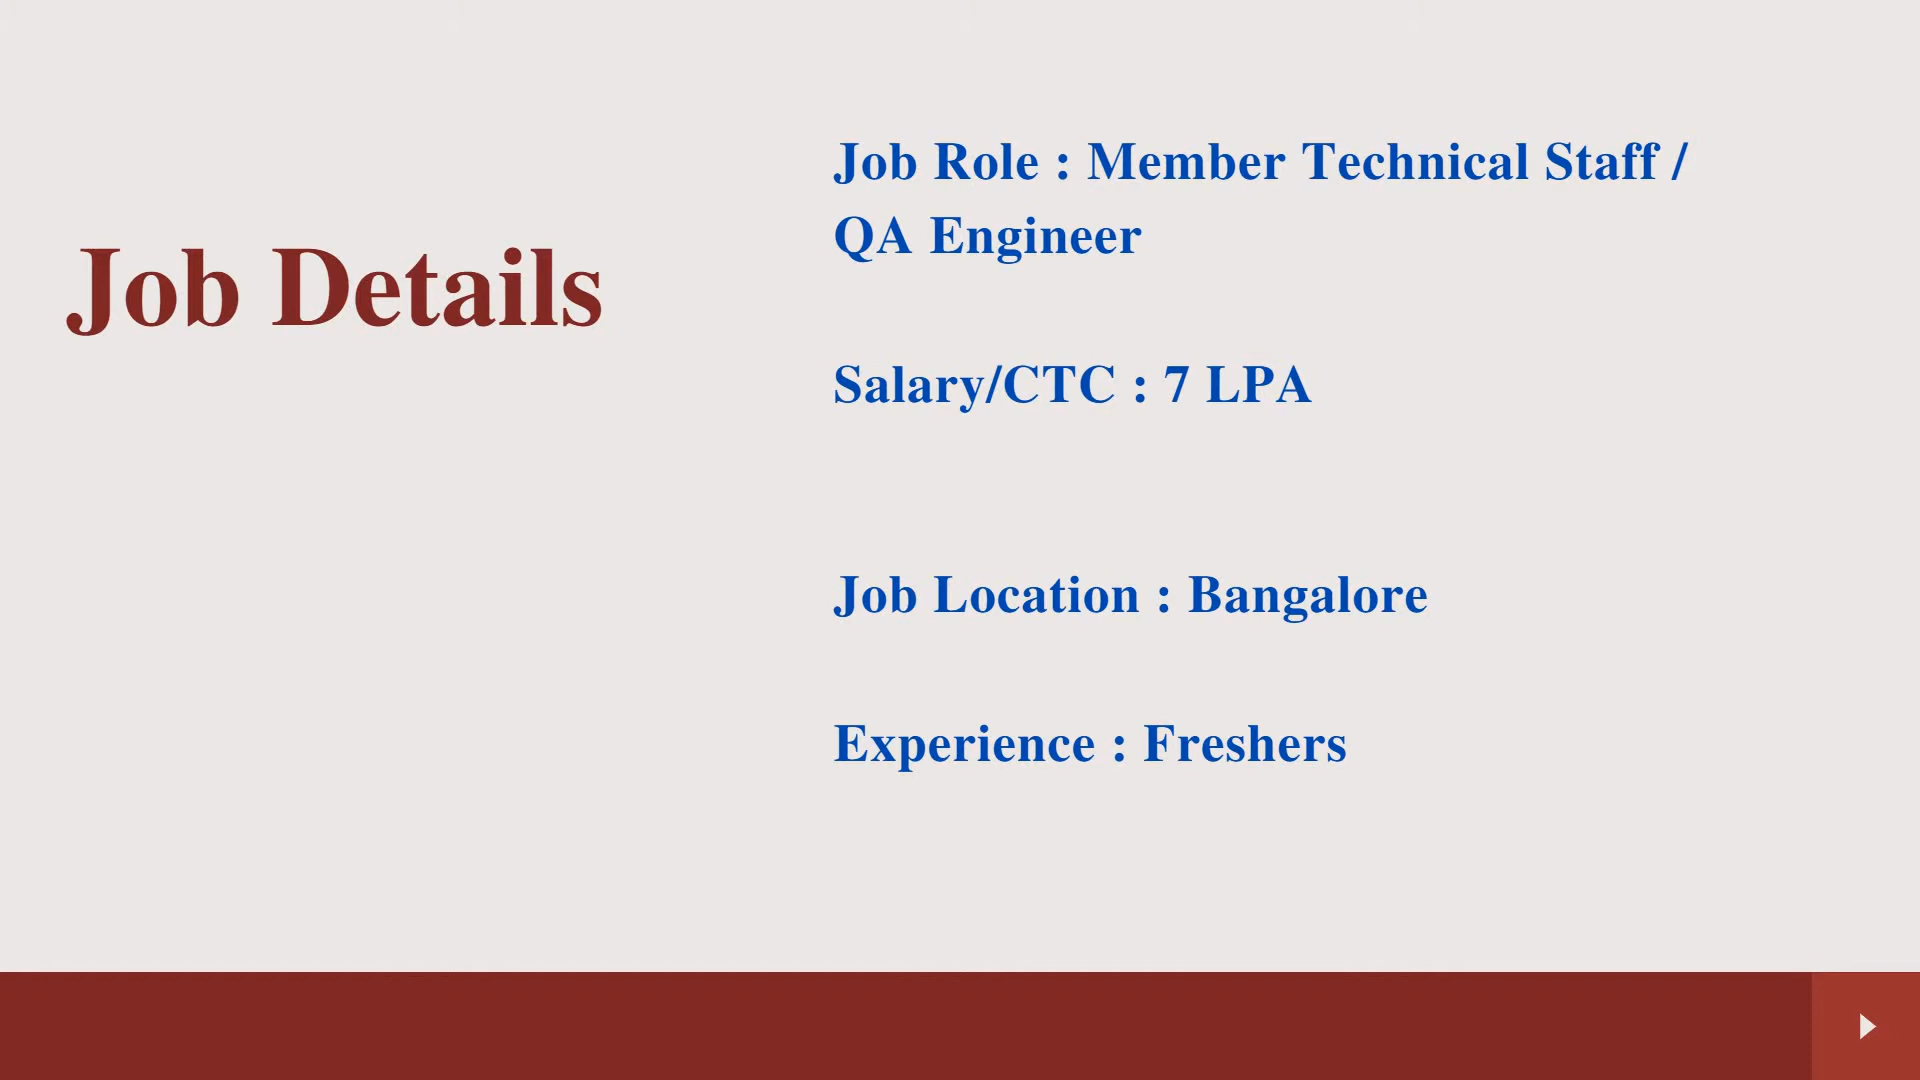 Job Details
Job Role : Member Technical Staff /
QA Engineer
Salary/CTC : 7 LPA
Job Location : Bangalore
Experience : Freshers